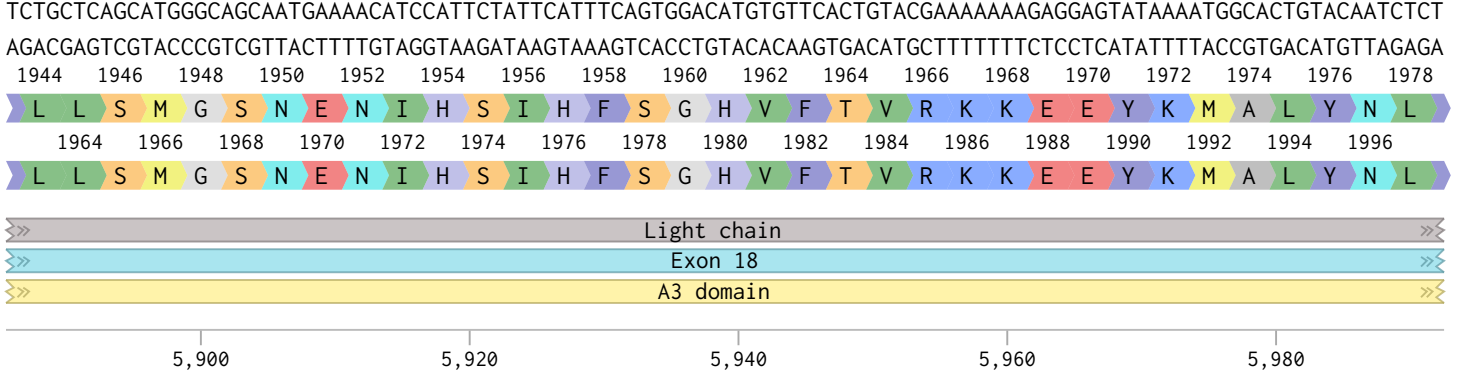 TCTGCTCAGCATGGGCAGCAATGAAAACATCCATTCTATTCATTTCAGTGGACATGTGTTCACTGTACGAAAAAAAGAGGAGTATAAAATGGCACTGTACAATCTCT
AGACGAGTCGTACCCGTCGTTACTTTTGTAGGTAAGATAAGTAAAGTCACCTGTACACAAGTGACATGCTTTTTTTCTCCTCATATTTTACCGTGACATGTTAGAGA
1944 1946 1948 1950 1952 1954 1956 1958 1960 1962 1964 1966 1968 1970 1972 1974 1976 1978
L L S M G S N E N I H S I H F S G H V F T V R K K E E Y K M A L Y N L
1964 1966 1968 1970 1972 1974 1976 1978 1980 1982 1984 1986 1988 1990 1992 1994 1996
L L S M G S N E N I H S I H F S G H V F T V R K K E E Y K M A L Y N L
Light chain
Exon 18
A3 domain
5,900 5,920 5,940 5,960 5,980